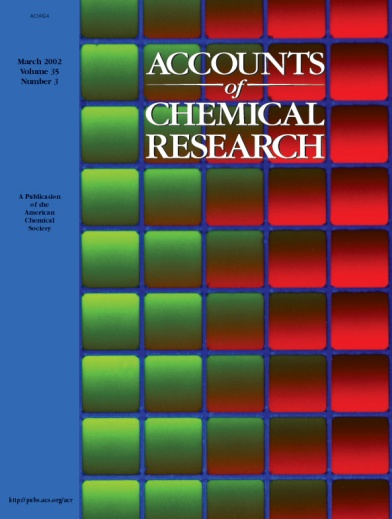 March 2002
Volume 35
Number 3
ACCOUNTS
of
CHEMICAL
RESEARCH
A Publication
of the
American
Chemical
Society
http://pubs.acs.org/acr